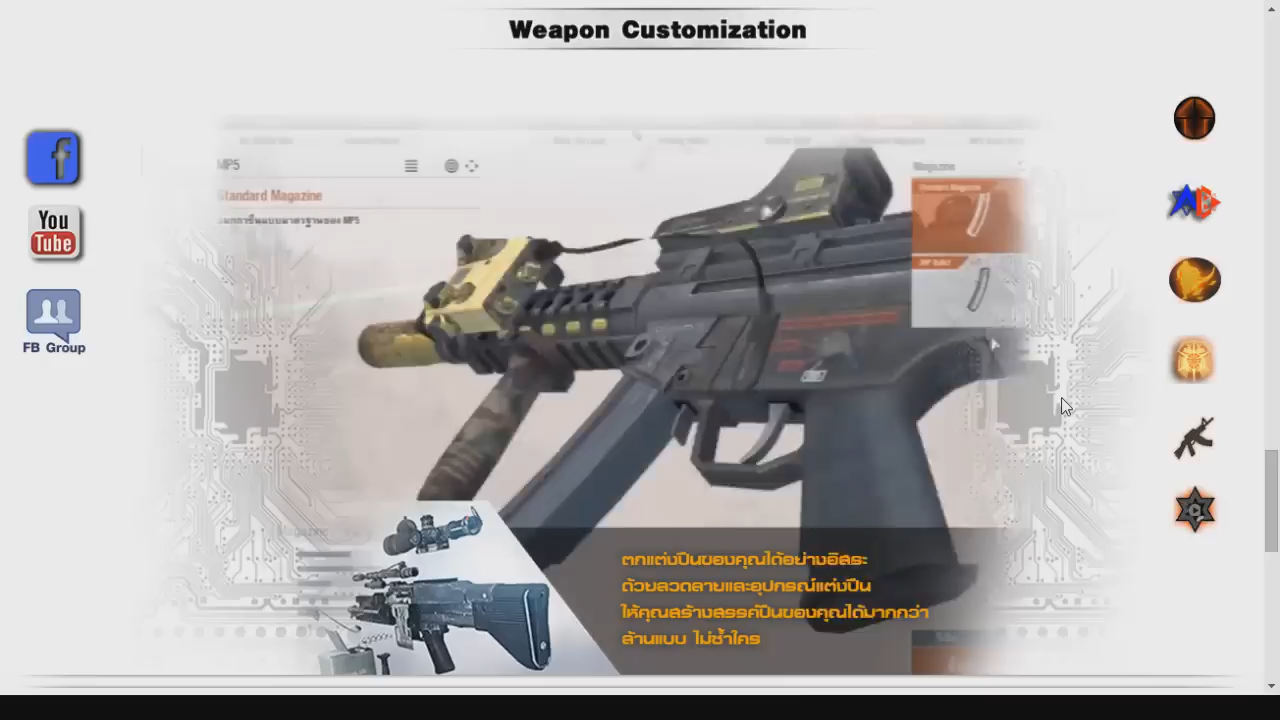 Weapon Customization
MP5
Standard Magazine
Magazine
Standard Magazine
You
Tube
FB Group
ตกแต่งปืนของคุณได้อย่างอิสระ
ด้วยลวดลายและอุปกรณ์แต่งปืน
ให้คุณสร้างสรรค์ปืนของคุณได้มากกว่า
ล้านแบบ ไม่ซ้ำใคร